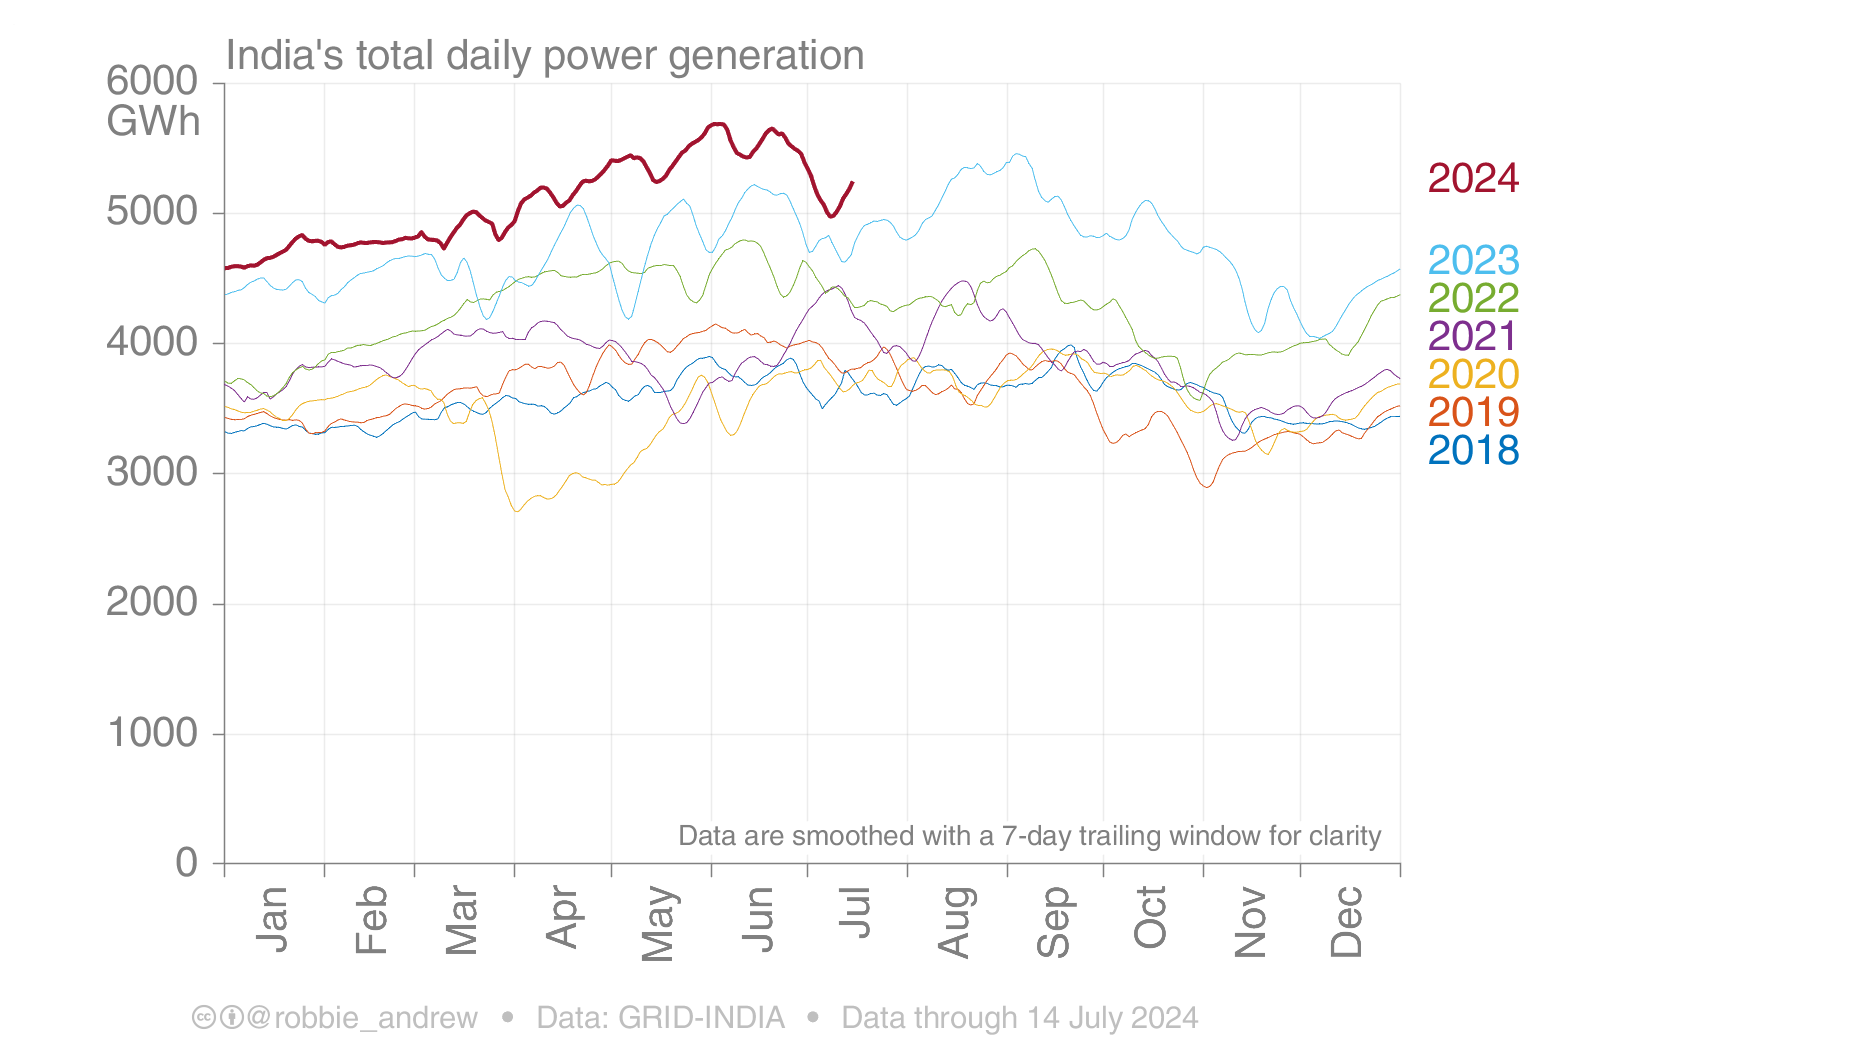 India's total daily power generation
6000
GWh
5000
4000
3000
2000
1000
0
2024
2023
2022
2021
2020
2019
2018
Data are smoothed with a 7-day trailing window for clarity
Jan Feb Mar Apr May Jun Jul Aug Sep Oct Nov Dec
@robbie_andrew • Data: GRID-INDIA • Data through 14 July 2024